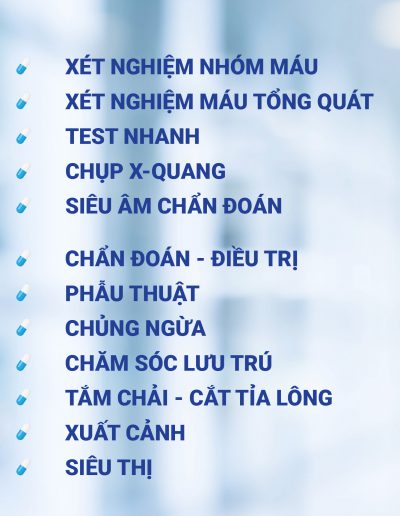 XÉT NGHIỆM NHÓM MÁU
XÉT NGHIỆM MÁU TỔNG QUÁT
TEST NHANH
CHỤP X-QUANG
SIÊU ÂM CHẨN ĐOÁN
CHẨN ĐOÁN - ĐIỀU TRỊ
PHẪU THUẬT
CHỦNG NGỪA
CHĂM SÓC LƯU TRÚ
TẮM CHẢI - CẮT TỈA LÔNG
XUẤT CẢNH
SIÊU THỊ